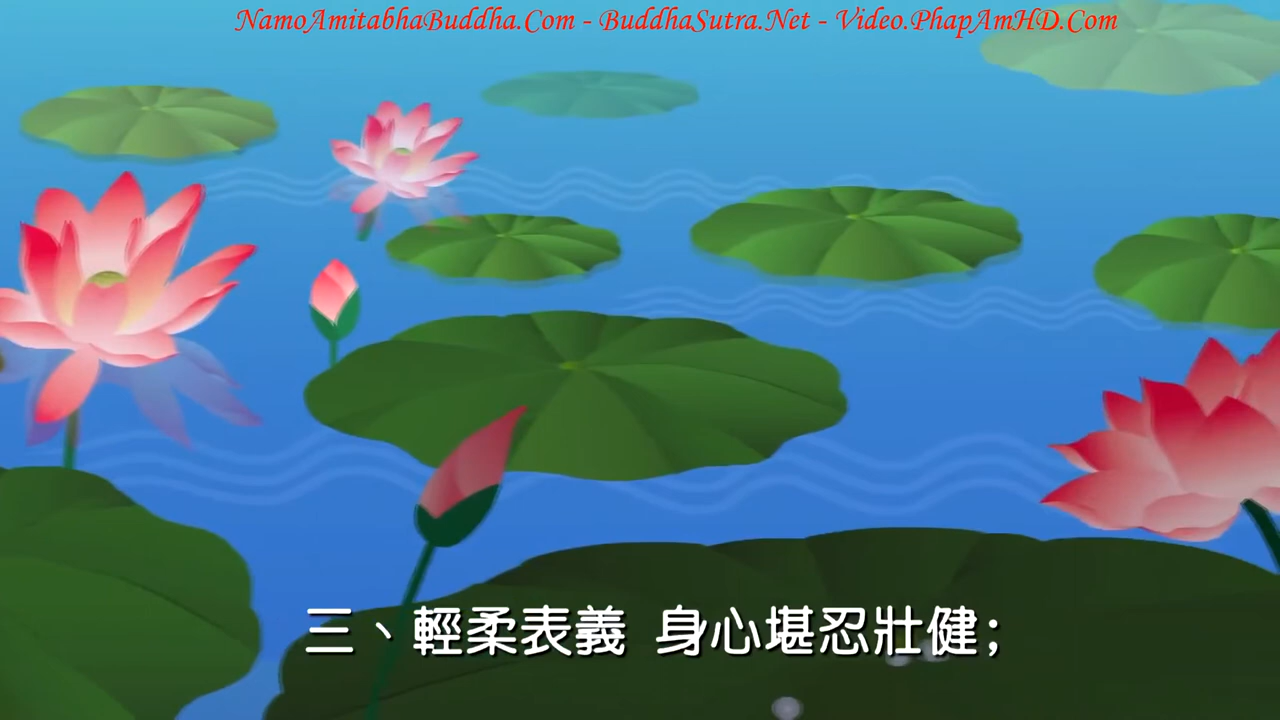 NamoAmitabhaBuddha.Com - BuddhaSutra.Net - Video.PhapAmHD.Com
三、輕柔表義 身心堪忍壯健;